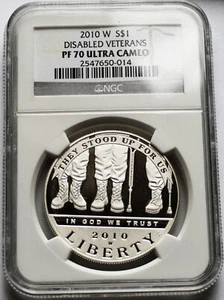 2010 W S$1
DISABLED VETERANS
PF 70 ULTRA CAMEO
2547650-014
NGC
THEY STOOD UP FOR US
IN GOD WE TRUST
2010
W
LIBERTY